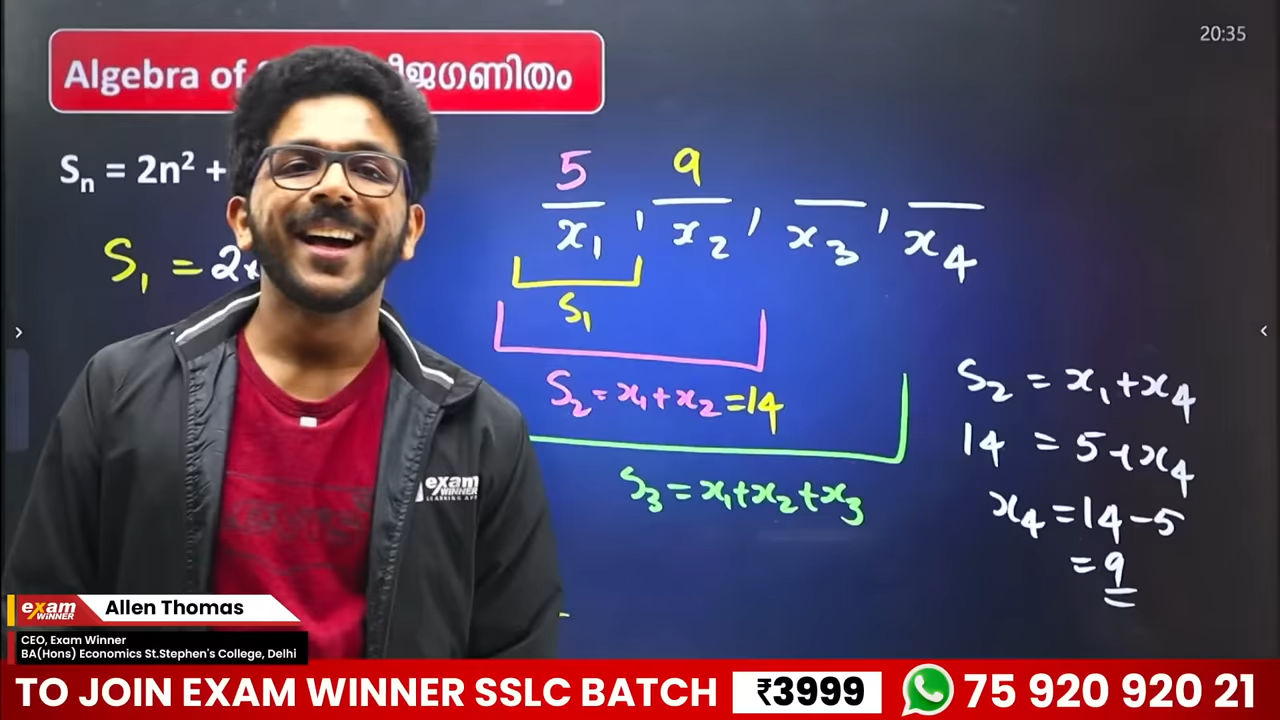 20:35
Algebra of
ബീജഗണിതം
Sₙ = 2n² +
S₁ = 2×
5 9
x₁ , x₂ , x₃ , x₄
S₁
S₂ = x₁+x₂ =14
S₃ = x₁+x₂+x₃
S₂ = x₁+x₄
14 = 5+x₄
x₄ =14-5
= 9
exam
WINNER
LEARNING APP
exam
WINNER
Allen Thomas
CEO, Exam Winner
BA(Hons) Economics St.Stephen's College, Delhi
TO JOIN EXAM WINNER SSLC BATCH ₹3999 75 920 920 21